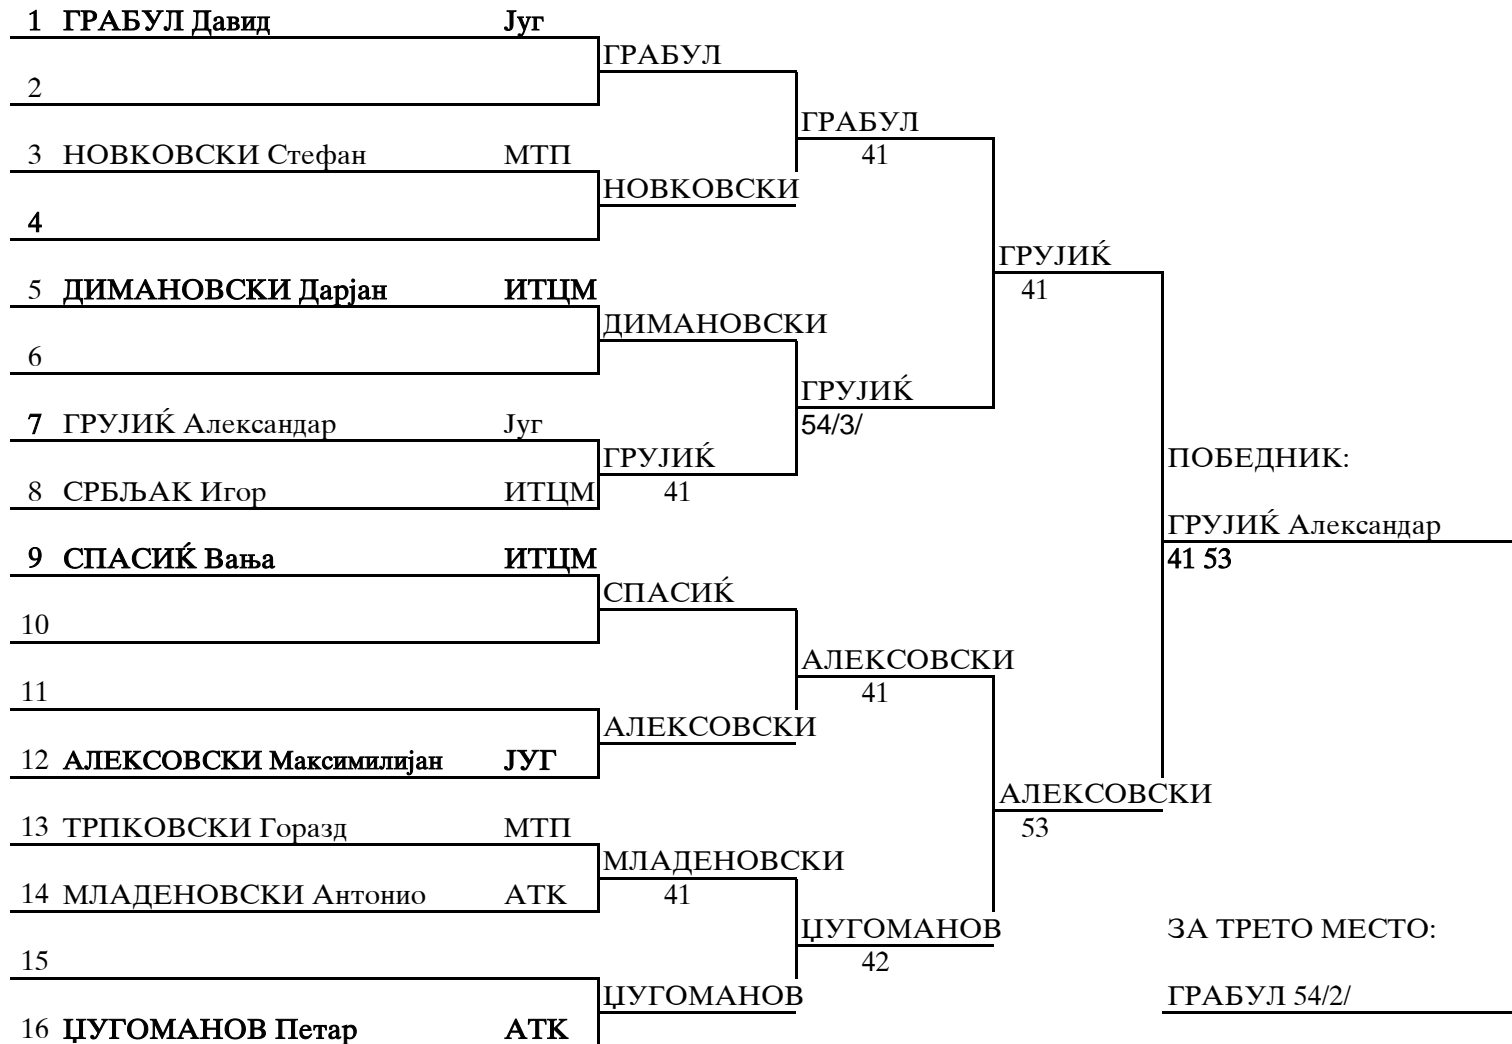 1 ГРАБУЛ Давид Југ
ГРАБУЛ
2
ГРАБУЛ
3 НОВКОВСКИ Стефан МТП 41
НОВКОВСКИ
4
ГРУЈИЌ
5 ДИМАНОВСКИ Дарјан ИТЦМ 41
ДИМАНОВСКИ
6
ГРУЈИЌ
7 ГРУЈИЌ Александар Југ 54/3/
ГРУЈИЌ ПОБЕДНИК:
8 СРБЉАК Игор ИТЦМ 41
ГРУЈИЌ Александар
9 СПАСИЌ Вања ИТЦМ 41 53
СПАСИЌ
10
АЛЕКСОВСКИ
11 41
АЛЕКСОВСКИ
12 АЛЕКСОВСКИ Максимилијан ЈУГ
АЛЕКСОВСКИ
13 ТРПКОВСКИ Горазд МТП 53
МЛАДЕНОВСКИ
14 МЛАДЕНОВСКИ Антонио АТК 41
ЏУГОМАНОВ ЗА ТРЕТО МЕСТО:
15 42
ЏУГОМАНОВ ГРАБУЛ 54/2/
16 ЏУГОМАНОВ Петар АТК